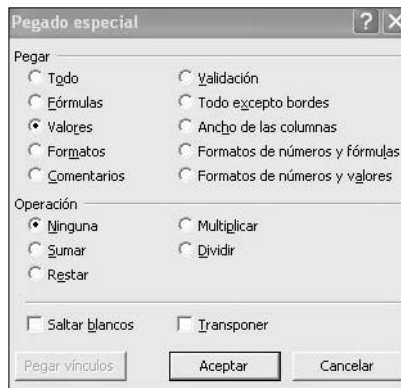 Pegado especial
Pegar
Todo
Validación
Fórmulas
Todo excepto bordes
Valores
Ancho de las columnas
Formatos
Formatos de números y fórmulas
Comentarios
Formatos de números y valores
Operación
Ninguna
Multiplicar
Sumar
Dividir
Restar
Saltar blancos
Transponer
Pegar vínculos
Aceptar
Cancelar